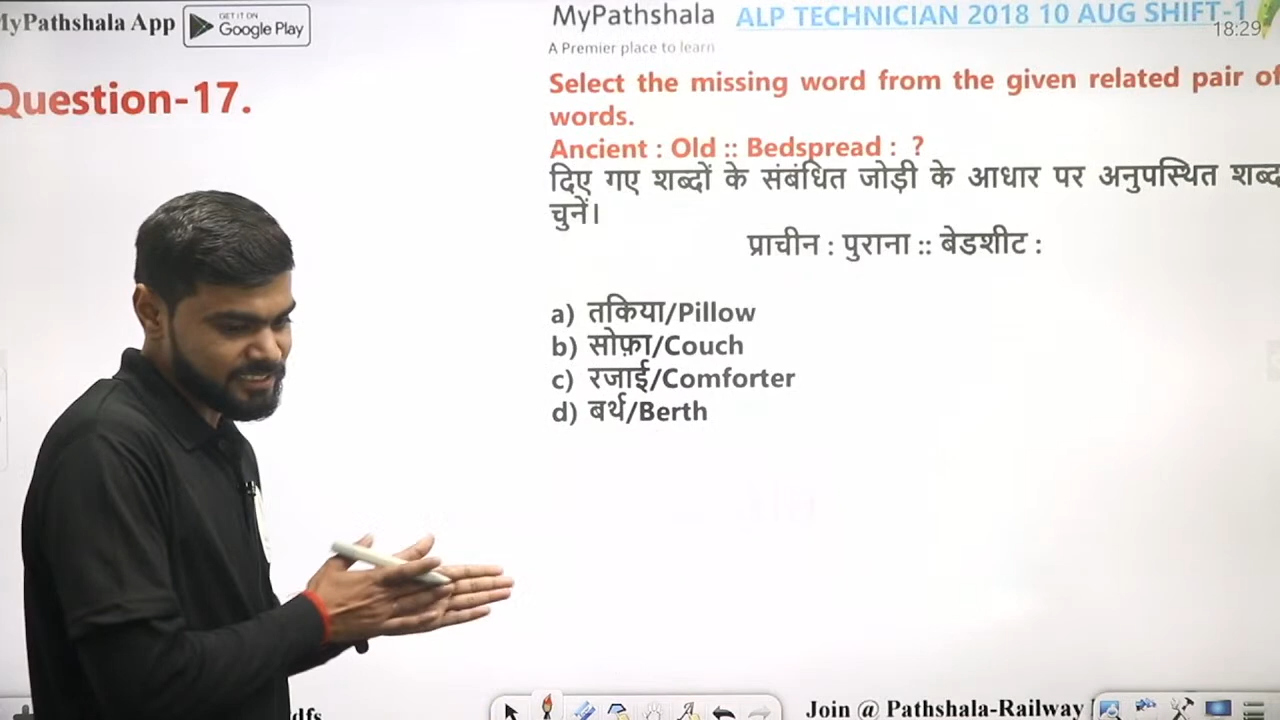 MyPathshala App
GET IT ON
Google Play
MyPathshala
A Premier place to learn
ALP TECHNICIAN 2018 10 AUG SHIFT-1
18:29
Question-17.
Select the missing word from the given related pair of
words.
Ancient : Old :: Bedspread : ?
दिए गए शब्दों के संबंधित जोड़ी के आधार पर अनुपस्थित शब्द
चुनें।
प्राचीन : पुराना :: बेडशीट :
a) तकिया/Pillow
b) सोफ़ा/Couch
c) रजाई/Comforter
d) बर्थ/Berth
dfs
Join @ Pathshala-Railway